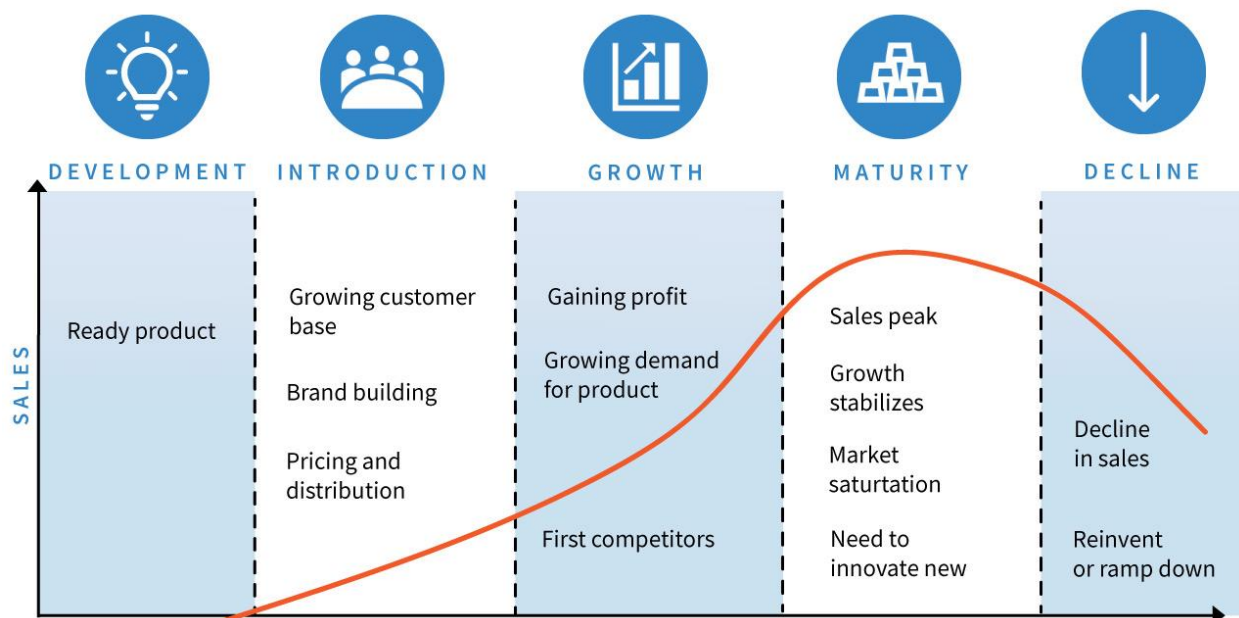 DEVELOPMENT
INTRODUCTION
GROWTH
MATURITY
DECLINE
SALES
Ready product
Growing customer
base
Brand building
Pricing and
distribution
Gaining profit
Growing demand
for product
First competitors
Sales peak
Growth
stabilizes
Market
saturtation
Need to
innovate new
Decline
in sales
Reinvent
or ramp down